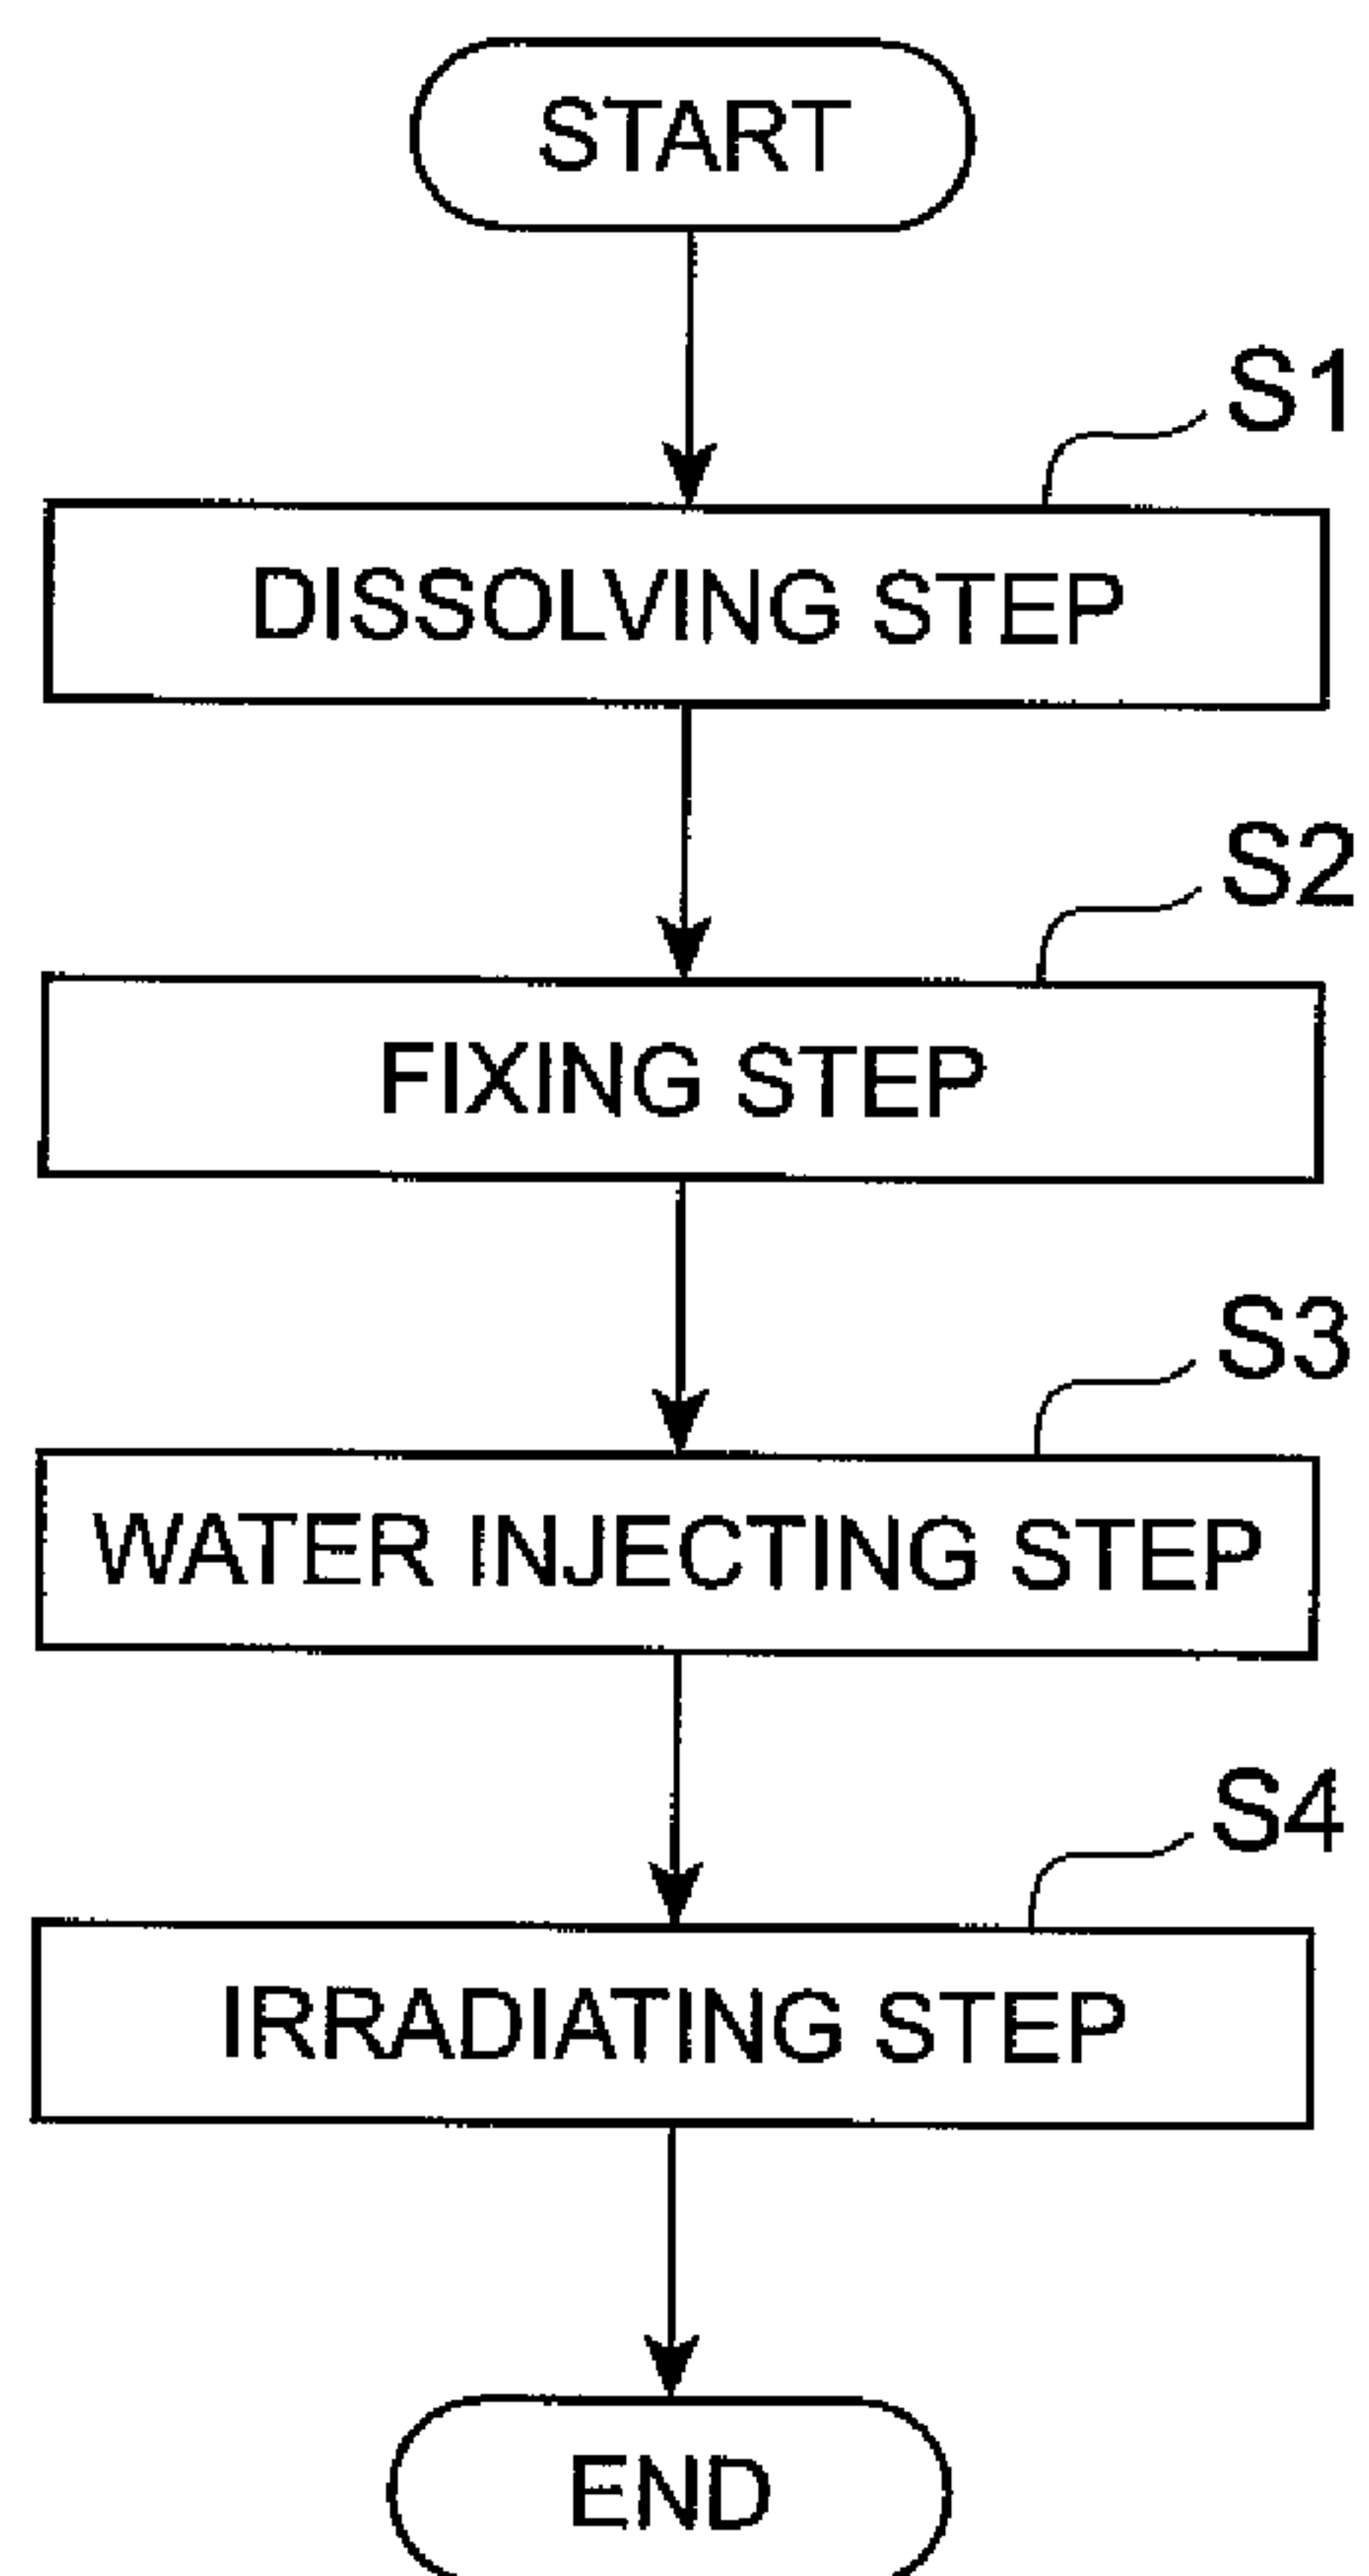 START
S1
DISSOLVING STEP
S2
FIXING STEP
S3
WATER INJECTING STEP
S4
IRRADIATING STEP
END